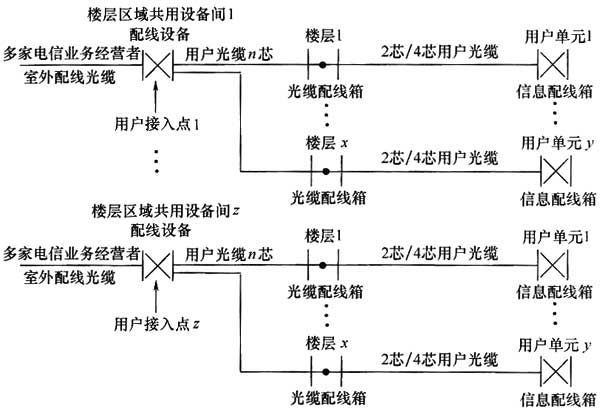 楼层区域共用设备间1
配线设备
多家电信业务经营者
室外配线光缆
用户光缆n芯
楼层1
光缆配线箱
2芯/4芯用户光缆
用户单元1
信息配线箱
用户接入点1
楼层x
光缆配线箱
2芯/4芯用户光缆
用户单元y
信息配线箱
楼层区域共用设备间z
配线设备
多家电信业务经营者
室外配线光缆
用户光缆n芯
楼层1
光缆配线箱
2芯/4芯用户光缆
用户单元1
信息配线箱
用户接入点z
楼层x
光缆配线箱
2芯/4芯用户光缆
用户单元y
信息配线箱